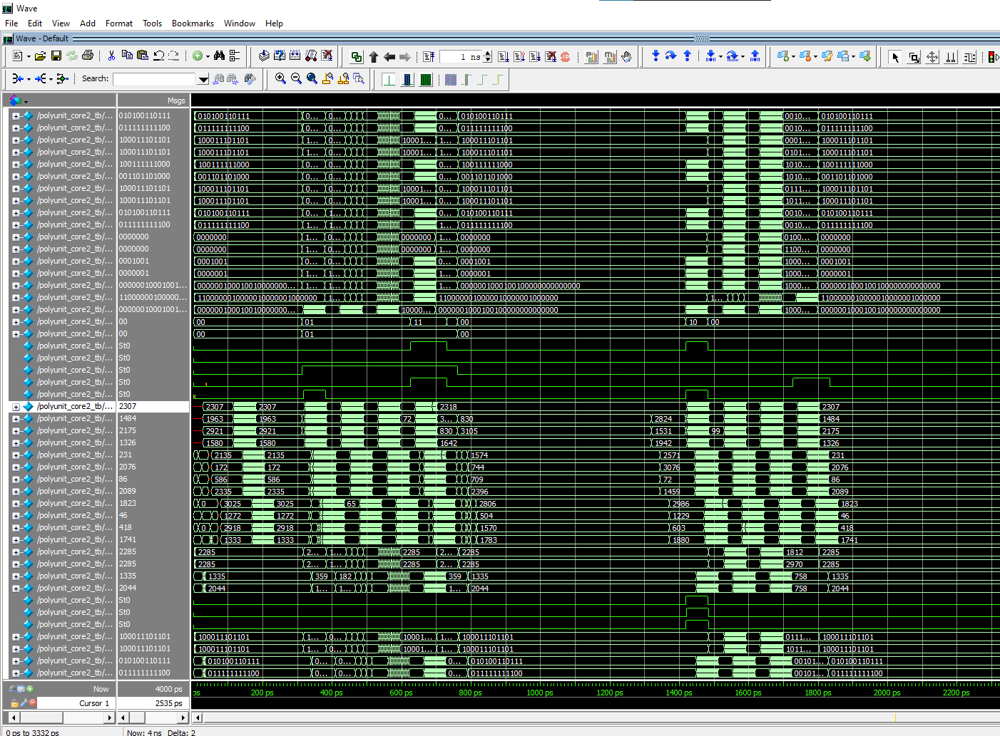 Wave
File Edit View Add Format Tools Bookmarks Window Help
Wave - Default
1 ns
Search:
Msgs
/polyunit_core2_tb/... 010100110111 010100110111 0... 0... 0... 010100110111 0010... 010100110111
/polyunit_core2_tb/... 011111111100 011111111100 0... 0... 0... 011111111100 0010... 011111111100
/polyunit_core2_tb/... 100011101101 100011101101 1... 0... 10001... 1... 100011101101 0001... 100011101101
/polyunit_core2_tb/... 100011101101 100011101101 1... 0... 10001... 1... 100011101101 0101... 100011101101
/polyunit_core2_tb/... 100111111000 100111111000 0... 0... 0... 100111111000 1010... 100111111000
/polyunit_core2_tb/... 001101101000 001101101000 0... 0... 0... 001101101000 1010... 001101101000
/polyunit_core2_tb/... 100011101101 100011101101 0... 0... 10001... 0... 100011101101 0111... 100011101101
/polyunit_core2_tb/... 100011101101 100011101101 0... 0... 10001... 0... 100011101101 1011... 100011101101
/polyunit_core2_tb/... 010100110111 010100110111 0... 1... 0... 010100110111 0010... 010100110111
/polyunit_core2_tb/... 011111111100 011111111100 0... 1... 1... 011111111100 0010... 011111111100
/polyunit_core2_tb/... 0000000 0000000 1... 0... 0000000 1... 0000000 0100... 0000000
/polyunit_core2_tb/... 0000000 0000000 1... 0... 0000000 1... 0000000 1100... 0000000
/polyunit_core2_tb/... 0001001 0001001 0... 0... 0... 0001001 1000... 0001001
/polyunit_core2_tb/... 0000001 0000001 1... 1... 1... 0000001 1000... 0000001
/polyunit_core2_tb/... 00000010001001... 000000100010010000000... 1... 1... 1... 0000001000100100000000000000 1000... 0000001000100100000000000000
/polyunit_core2_tb/... 11000000100000... 1100000010000010000001000000 1... 1100000010000010000001000000 1... 1100000010000010000001000000
/polyunit_core2_tb/... 00000010001001... 000000100010010000000... 10000... 0000001000100100000000000000 1000... 0000001000100100000000000000
/polyunit_core2_tb/... 00 00 01 11 00 10 00
/polyunit_core2_tb/... 00 00 01 00
/polyunit_core2_tb/... St0
/polyunit_core2_tb/... St0
/polyunit_core2_tb/... St0
/polyunit_core2_tb/... St0
/polyunit_core2_tb/... St0
/polyunit_core2_tb/... 2307 2307 2307 2318 2307
/polyunit_core2_tb/... 1484 1963 1963 72 3... 830 2824 1484
/polyunit_core2_tb/... 2175 2921 2921 830 3105 1531 99 2175
/polyunit_core2_tb/... 1326 1580 1580 1642 1942 1326
/polyunit_core2_tb/... 231 2135 2135 1574 2571 231
/polyunit_core2_tb/... 2076 172 172 744 3076 2076
/polyunit_core2_tb/... 86 586 586 709 72 86
/polyunit_core2_tb/... 2089 2335 2335 2396 1459 2089
/polyunit_core2_tb/... 1823 0 3025 3025 65 2806 2986 1823
/polyunit_core2_tb/... 46 1272 1272 504 1229 46
/polyunit_core2_tb/... 418 0 2918 2918 1570 603 418
/polyunit_core2_tb/... 1741 1333 1333 1783 1880 1741
/polyunit_core2_tb/... 2285 2285 2... 1... 2285 2... 2285 1812 2285
/polyunit_core2_tb/... 2285 2285 2... 1... 2285 2... 2285 2970 2285
/polyunit_core2_tb/... 1335 1335 359 182 359 1335 758 1335
/polyunit_core2_tb/... 2044 2044 1... 1... 1... 2044 758 2044
/polyunit_core2_tb/... St0
/polyunit_core2_tb/... St0
/polyunit_core2_tb/... St0
/polyunit_core2_tb/... 100011101101 100011101101 1... 0... 10001... 1... 100011101101 0111... 100011101101
/polyunit_core2_tb/... 100011101101 100011101101 1... 0... 10001... 1... 100011101101 1011... 100011101101
/polyunit_core2_tb/... 010100110111 010100110111 0... 0... 0... 010100110111 00101... 010100110111
/polyunit_core2_tb/... 011111111100 011111111100 0... 0... 0... 011111111100 00101... 011111111100
Now 4000 ps ps 200 ps 400 ps 600 ps 800 ps 1000 ps 1200 ps 1400 ps 1600 ps 1800 ps 2000 ps 2200 ps
Cursor 1 2535 ps
0 ps to 3332 ps Now: 4 ns Delta: 2